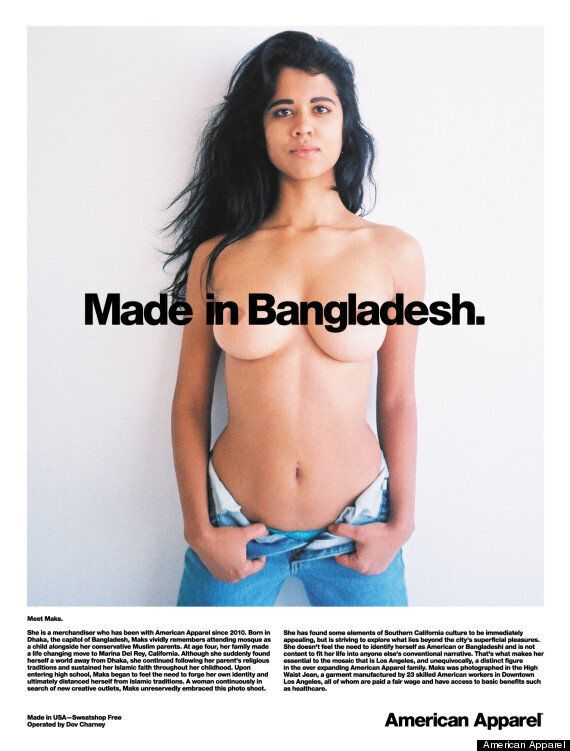 Made in Bangladesh.
Meet Maks.
She is a merchandiser who has been with American Apparel since 2010. Born in
Dhaka, the capitol of Bangladesh, Maks vividly remembers attending mosque as
a child alongside her conservative Muslim parents. At age four, her family made
a life changing move to Marina Del Rey, California. Although she suddenly found
herself a world away from Dhaka, she continued following her parent's religious
traditions and sustained her Islamic faith throughout her childhood. Upon
entering high school, Maks began to feel the need to forge her own identity and
ultimately distanced herself from Islamic traditions. A woman continuously in
search of new creative outlets, Maks unreservedly embraced this photo shoot.
She has found some elements of Southern California culture to be immediately
appealing, but is striving to explore what lies beyond the city's superficial pleasures.
She doesn't feel the need to identify herself as American or Bangladeshi and is not
content to fit her life into anyone else's conventional narrative. That's what makes her
essential to the mosaic that is Los Angeles, and unequivocally, a distinct figure
in the ever expanding American Apparel family. Maks was photographed in the High
Waist Jean, a garment manufactured by 23 skilled American workers in Downtown
Los Angeles, all of whom are paid a fair wage and have access to basic benefits such
as healthcare.
Made in USA—Sweatshop Free
Operated by Dov Charney
American Apparel™
American Apparel